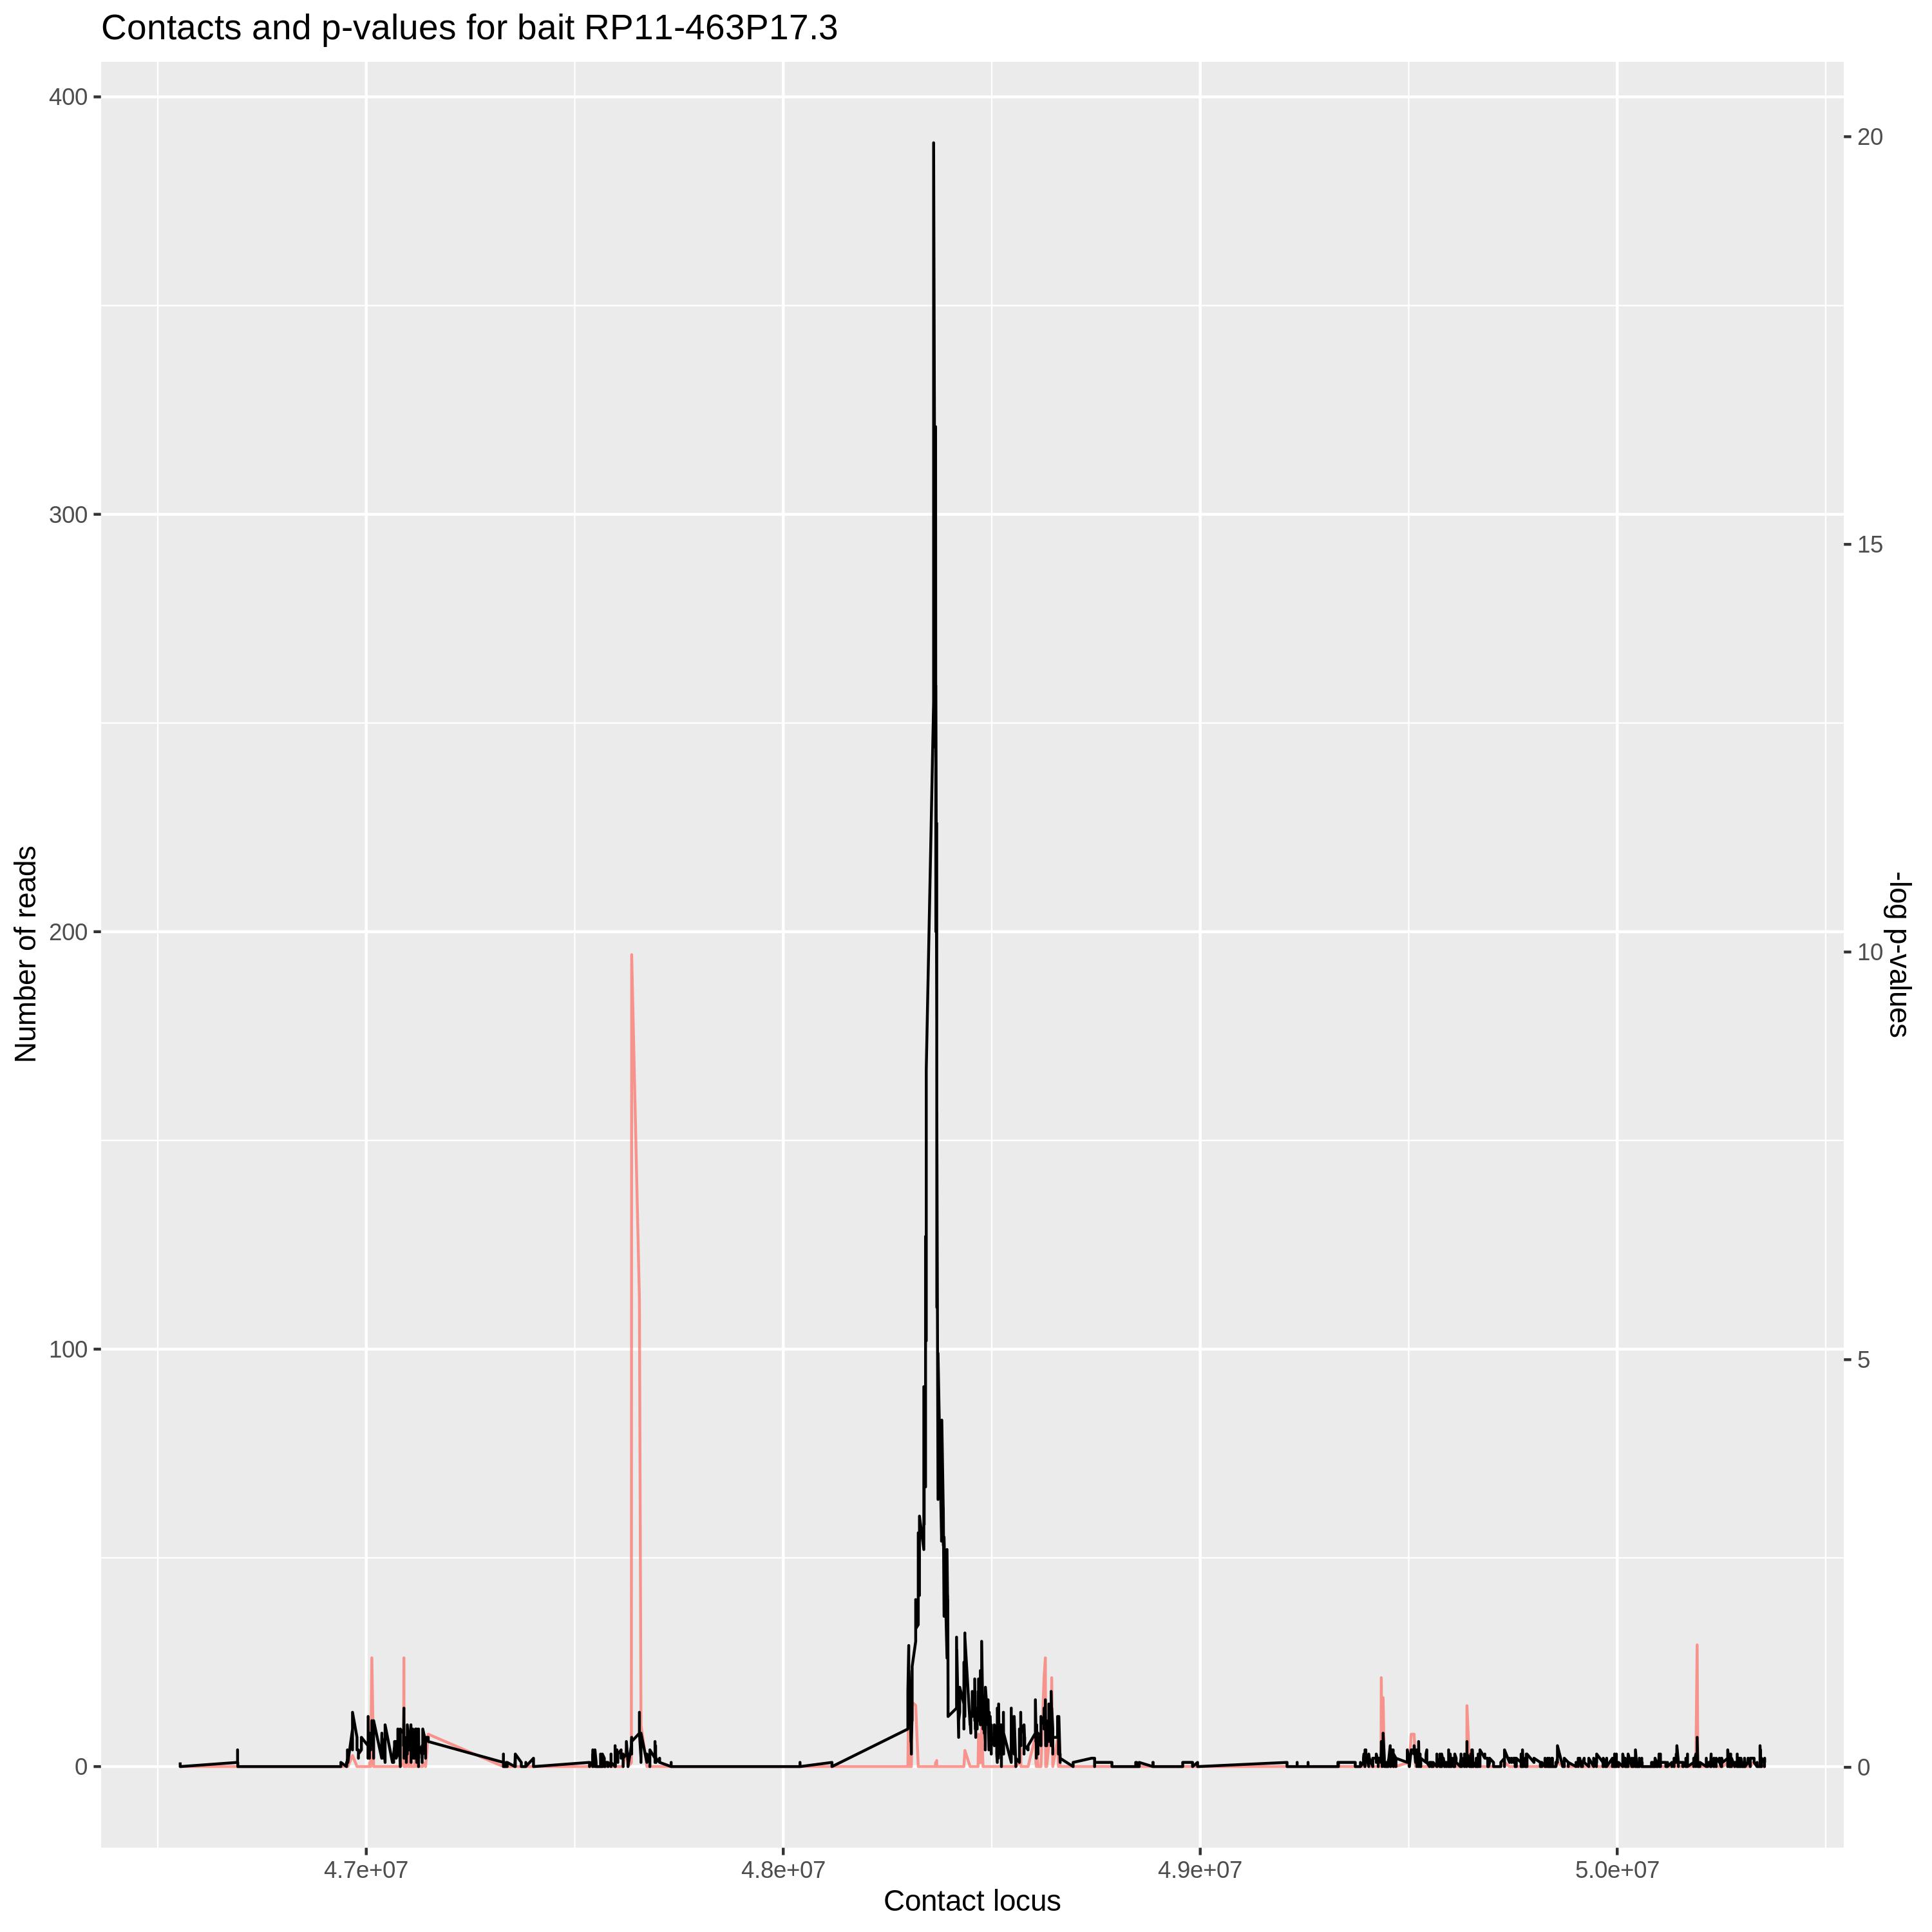 Contacts and p-values for bait RP11-463P17.3
400
300
200
100
0
Number of reads
20
15
10
5
0
-log p-values
4.7e+07
4.8e+07
4.9e+07
5.0e+07
Contact locus